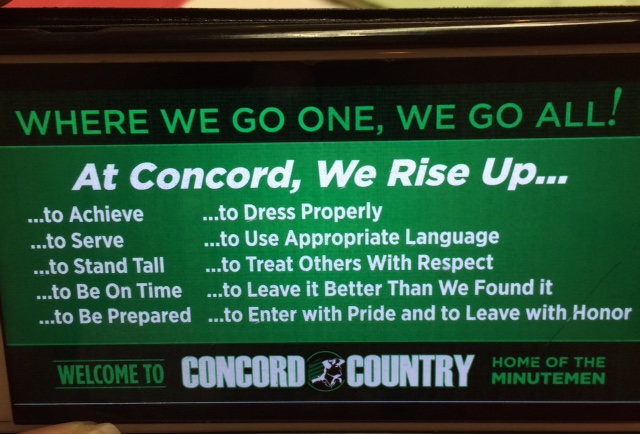 WHERE WE GO ONE, WE GO ALL!
At Concord, We Rise Up...
...to Achieve
...to Serve
...to Stand Tall
...to Be On Time
...to Be Prepared
...to Dress Properly
...to Use Appropriate Language
...to Treat Others With Respect
...to Leave it Better Than We Found it
...to Enter with Pride and to Leave with Honor
WELCOME TO
CONCORD COUNTRY
HOME OF THE
MINUTEMEN